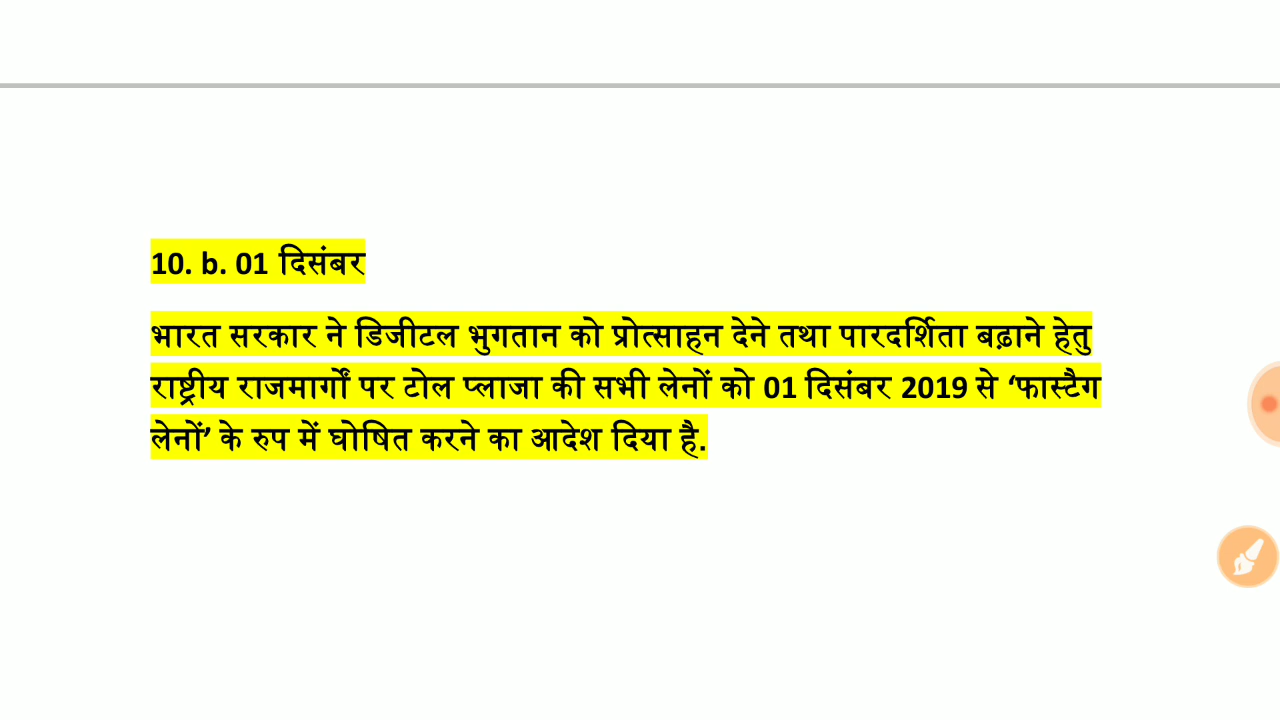 10. b. 01 दिसंबर
भारत सरकार ने डिजीटल भुगतान को प्रोत्साहन देने तथा पारदर्शिता बढ़ाने हेतु
राष्ट्रीय राजमार्गों पर टोल प्लाजा की सभी लेनों को 01 दिसंबर 2019 से ‘फास्टैग
लेनों’ के रुप में घोषित करने का आदेश दिया है.